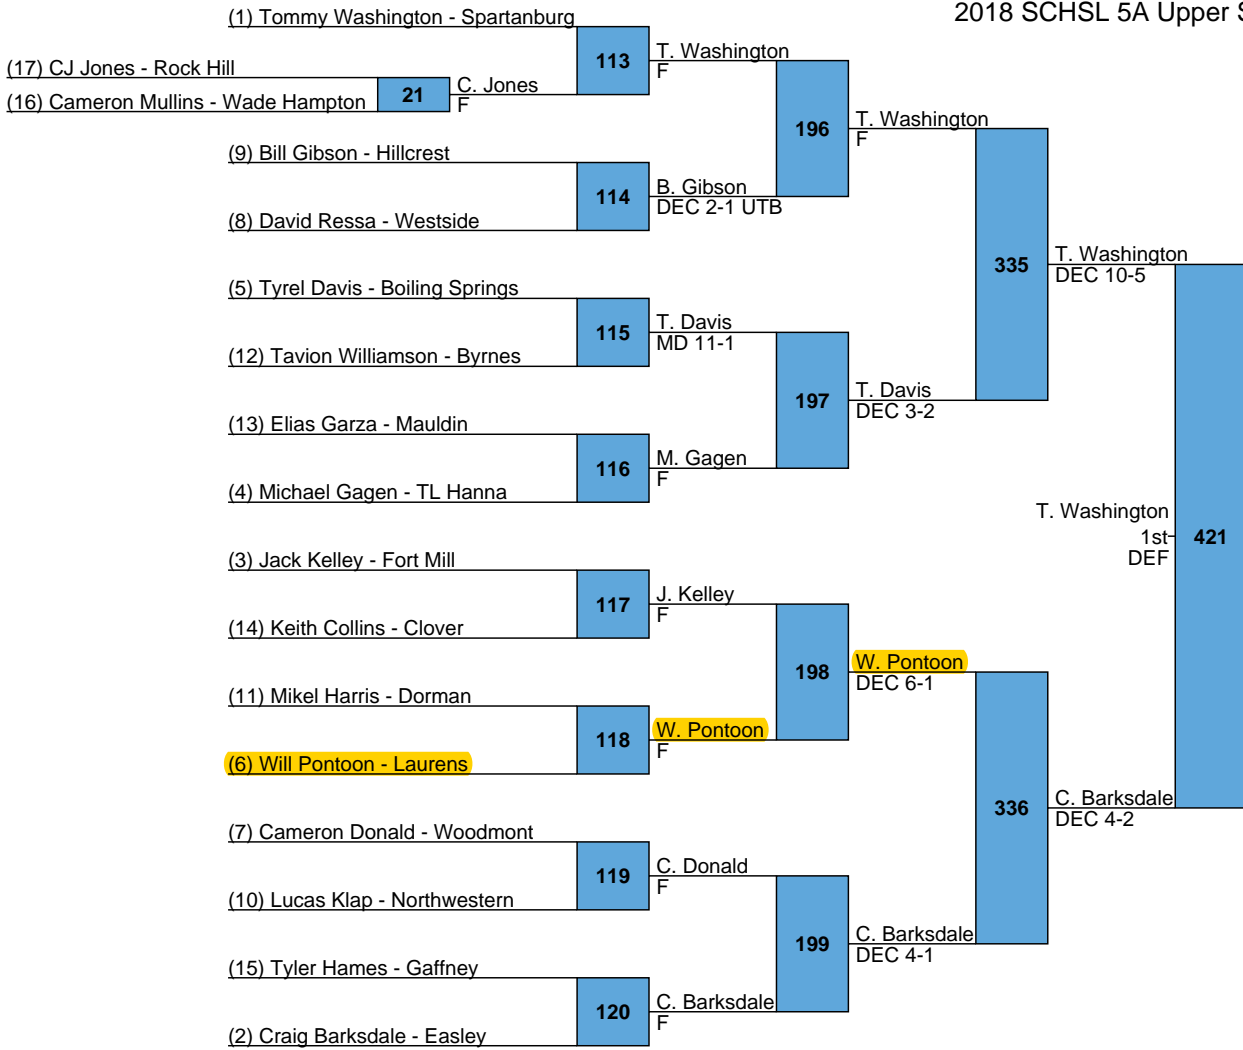 2018 SCHSL 5A Upper S
(1) Tommy Washington - Spartanburg
113
T. Washington
F
(17) CJ Jones - Rock Hill
21
C. Jones
F
(16) Cameron Mullins - Wade Hampton
196
T. Washington
F
(9) Bill Gibson - Hillcrest
114
B. Gibson
DEC 2-1 UTB
(8) David Ressa - Westside
335
T. Washington
DEC 10-5
(5) Tyrel Davis - Boiling Springs
115
T. Davis
MD 11-1
(12) Tavion Williamson - Byrnes
197
T. Davis
DEC 3-2
(13) Elias Garza - Mauldin
116
M. Gagen
F
(4) Michael Gagen - TL Hanna
T. Washington
1st
DEF
421
(3) Jack Kelley - Fort Mill
117
J. Kelley
F
(14) Keith Collins - Clover
198
W. Pontoon
DEC 6-1
(11) Mikel Harris - Dorman
118
W. Pontoon
F
(6) Will Pontoon - Laurens
336
C. Barksdale
DEC 4-2
(7) Cameron Donald - Woodmont
119
C. Donald
F
(10) Lucas Klap - Northwestern
199
C. Barksdale
DEC 4-1
(15) Tyler Hames - Gaffney
120
C. Barksdale
F
(2) Craig Barksdale - Easley